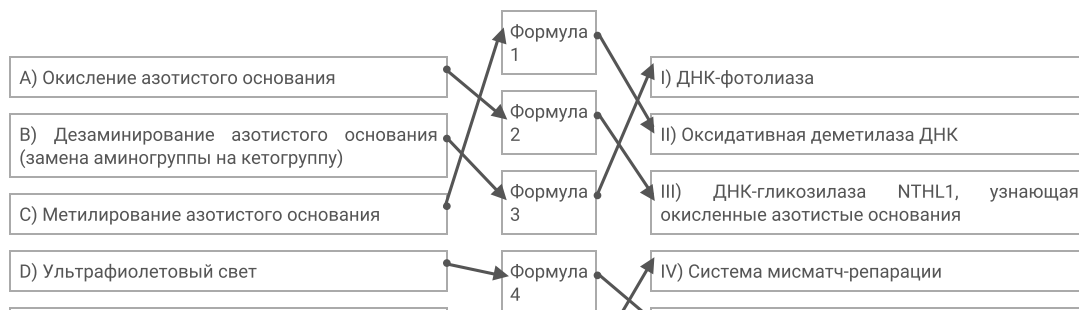 A) Окисление азотистого основания
B) Дезаминирование азотистого основания
(замена аминогруппы на кетогруппу)
C) Метилирование азотистого основания
D) Ультрафиолетовый свет
Формула
1
Формула
2
Формула
3
Формула
4
I) ДНК-фотолиаза
II) Оксидативная деметилаза ДНК
III) ДНК-гликозилаза NTHL1, узнающая
окисленные азотистые основания
IV) Система мисматч-репарации